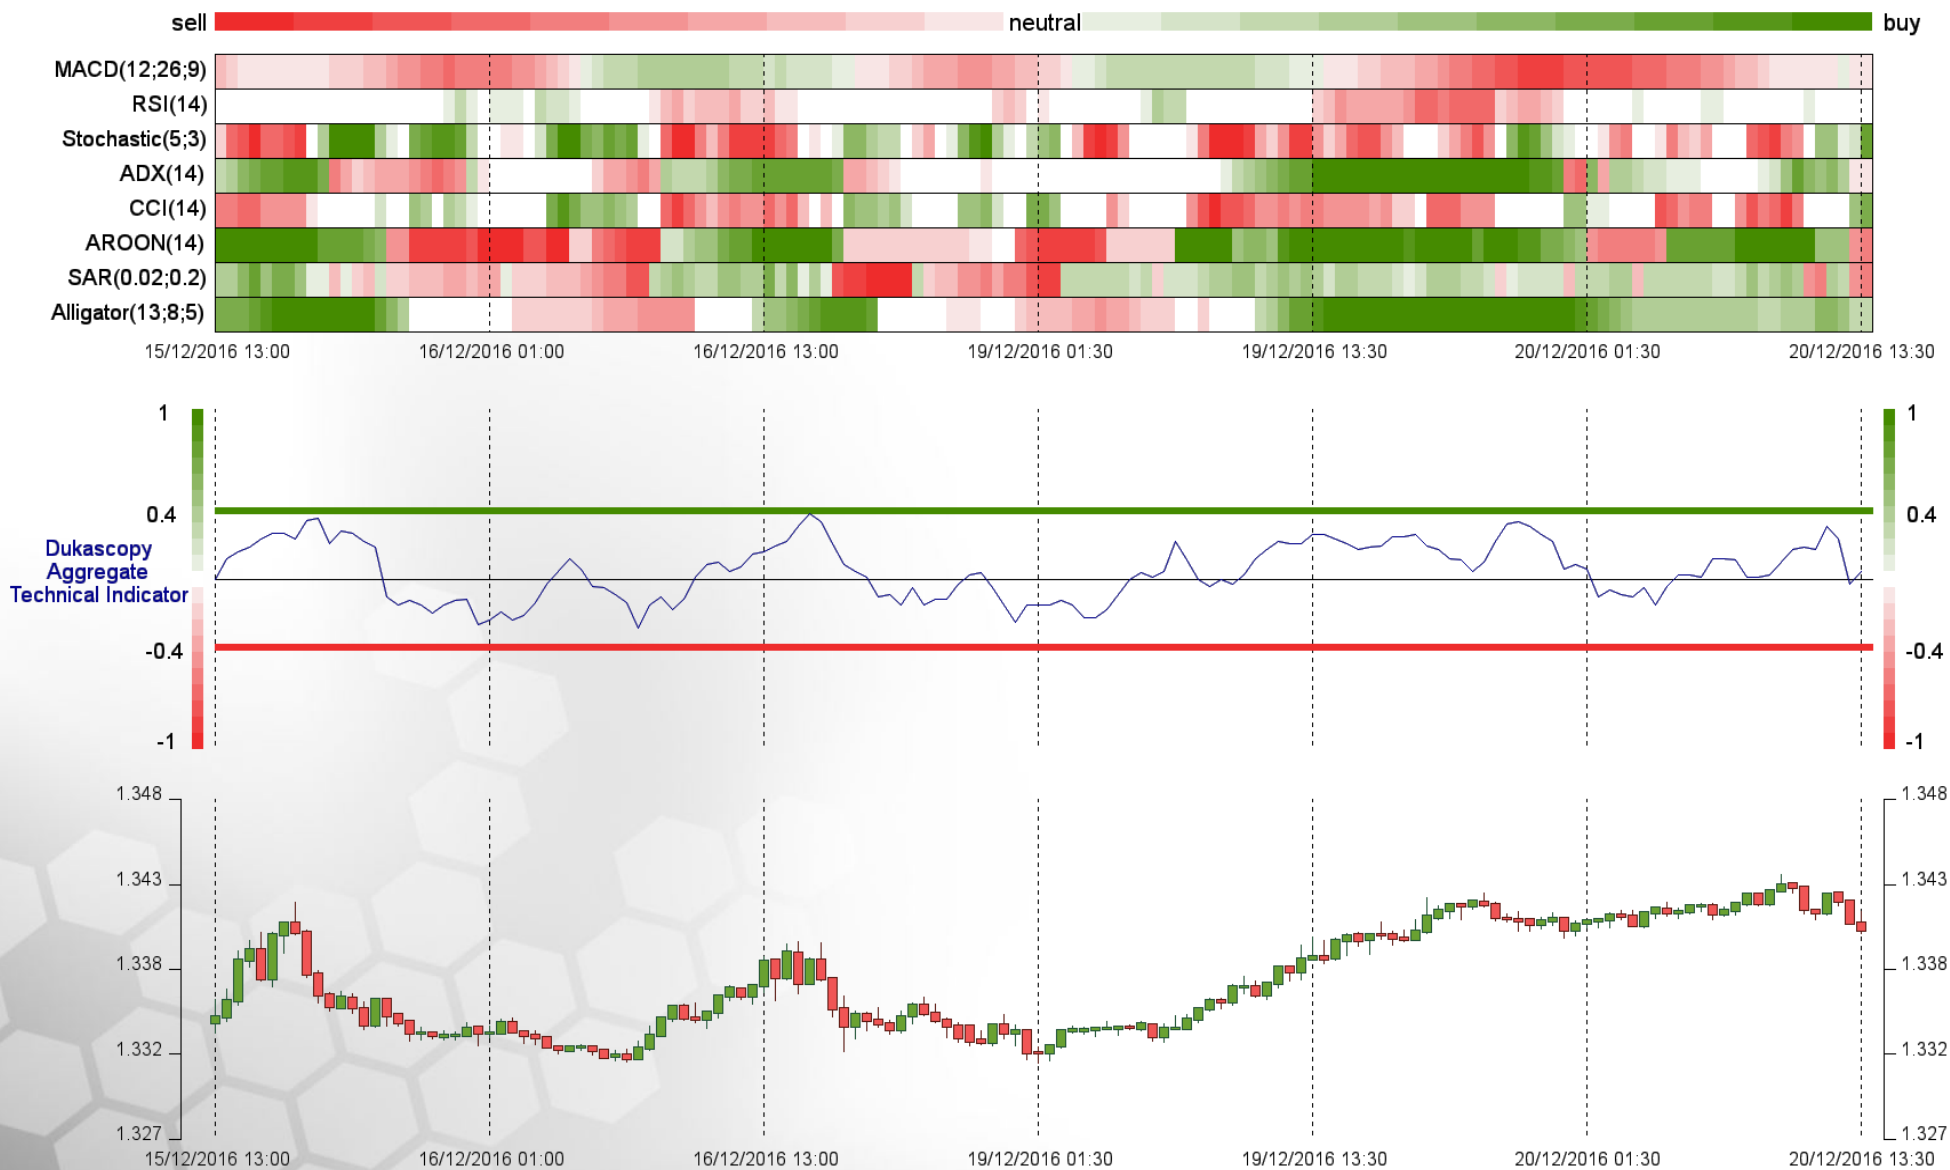 sell neutral buy
MACD(12;26;9)
RSI(14)
Stochastic(5;3)
ADX(14)
CCI(14)
AROON(14)
SAR(0.02;0.2)
Alligator(13;8;5)
15/12/2016 13:00 16/12/2016 01:00 16/12/2016 13:00 19/12/2016 01:30 19/12/2016 13:30 20/12/2016 01:30 20/12/2016 13:30
1 1
0.4 0.4
Dukascopy
Aggregate
Technical Indicator
-0.4 -0.4
-1 -1
1.348 1.348
1.343 1.343
1.338 1.338
1.332 1.332
1.327 1.327
15/12/2016 13:00 16/12/2016 01:00 16/12/2016 13:00 19/12/2016 01:30 19/12/2016 13:30 20/12/2016 01:30 20/12/2016 13:30